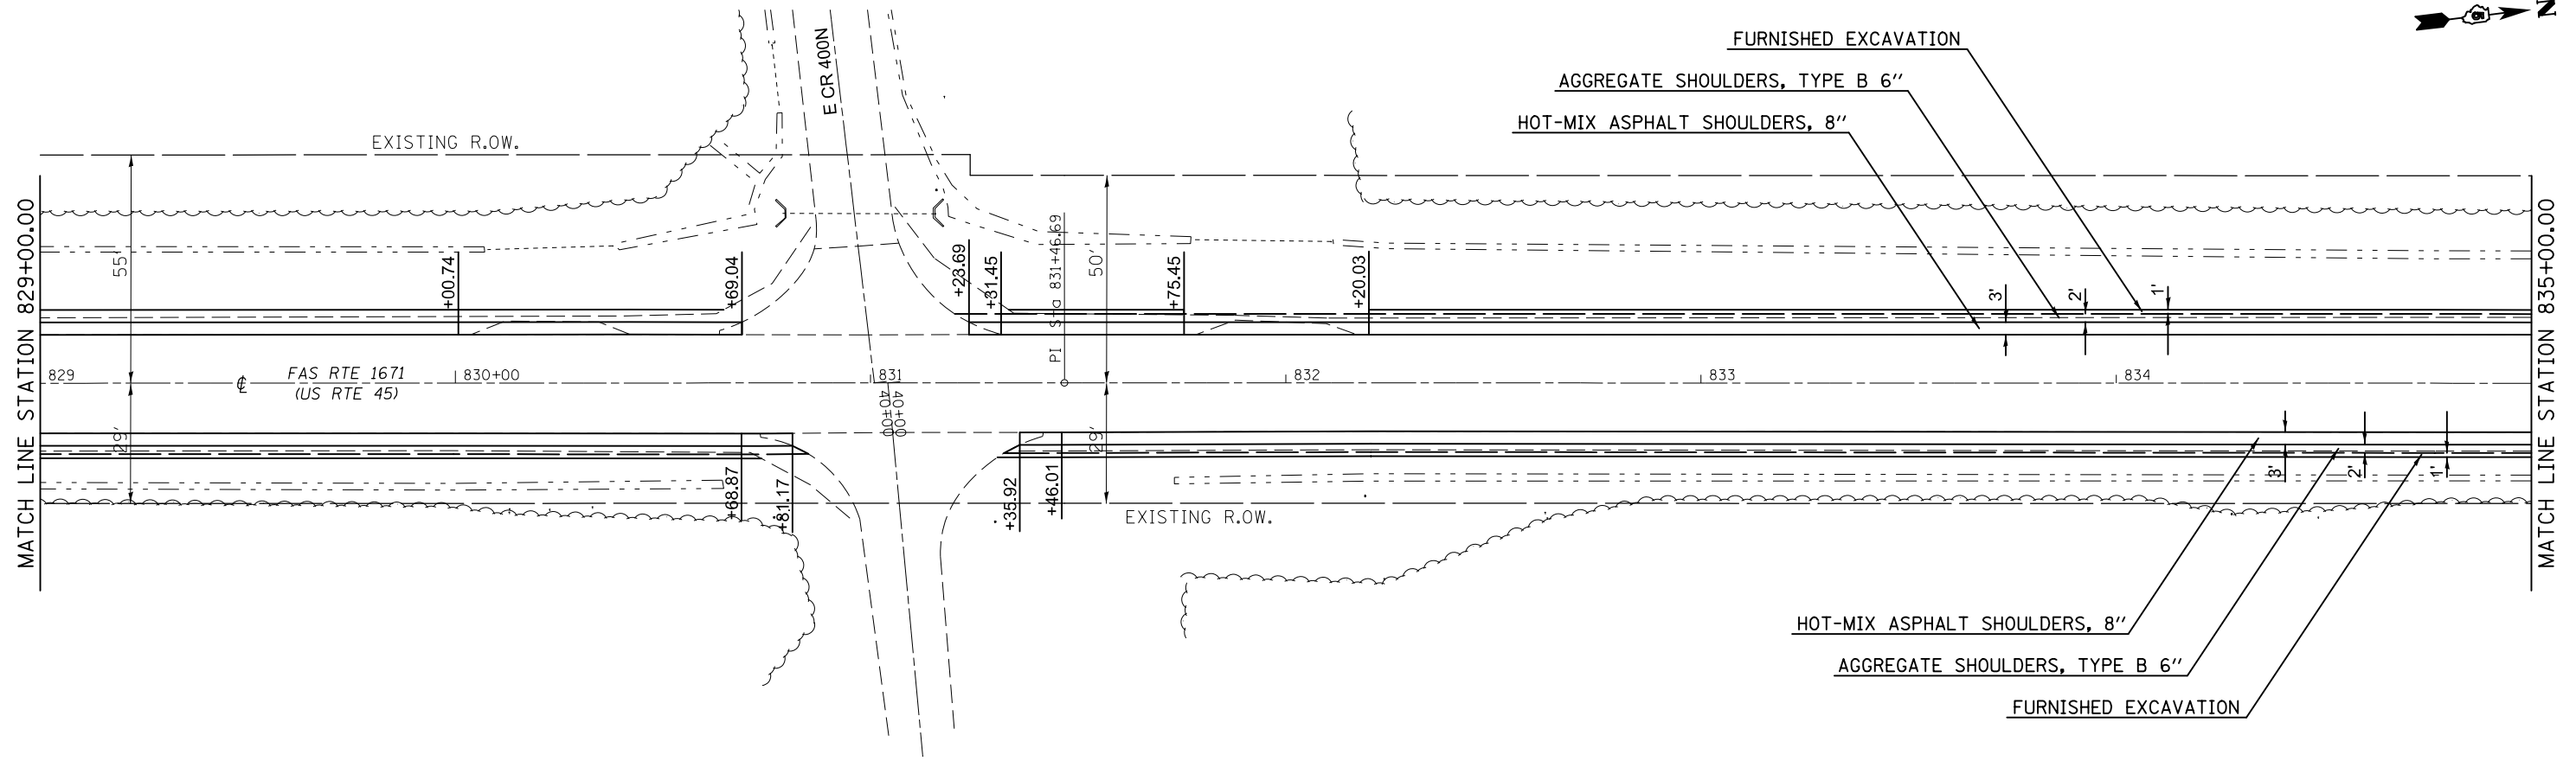 N
FURNISHED EXCAVATION
AGGREGATE SHOULDERS, TYPE B 6"
HOT-MIX ASPHALT SHOULDERS, 8"
E CR 400N
EXISTING R.OW.
MATCH LINE STATION 829+00.00
55'
+00.74
+69.04
+23.69
+31.45
PI Sta 831+46.69
50'
+75.45
+20.03
3'
2'
1'
MATCH LINE STATION 835+00.00
829
℄
FAS RTE 1671
(US RTE 45)
830+00
831
832
833
834
40+00
40+00
29'
+68.87
+81.17
+35.92
+46.01
29'
EXISTING R.OW.
3'
2'
1'
HOT-MIX ASPHALT SHOULDERS, 8"
AGGREGATE SHOULDERS, TYPE B 6"
FURNISHED EXCAVATION